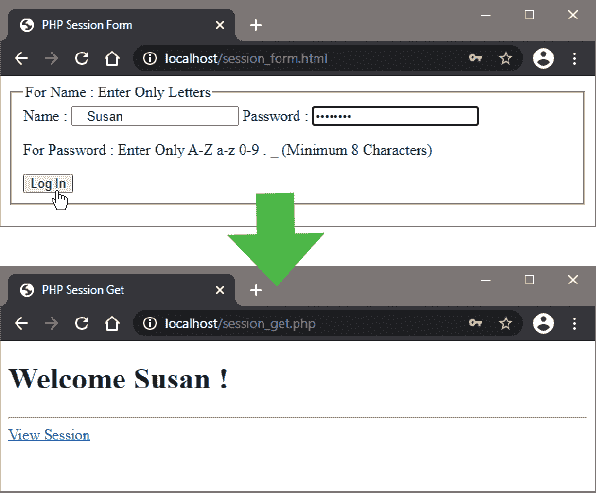 PHP Session Form
localhost/session_form.html
For Name : Enter Only Letters
Name : Susan Password : ••••••••
For Password : Enter Only A-Z a-z 0-9 . _ (Minimum 8 Characters)
Log In
PHP Session Get
localhost/session_get.php
Welcome Susan !
View Session